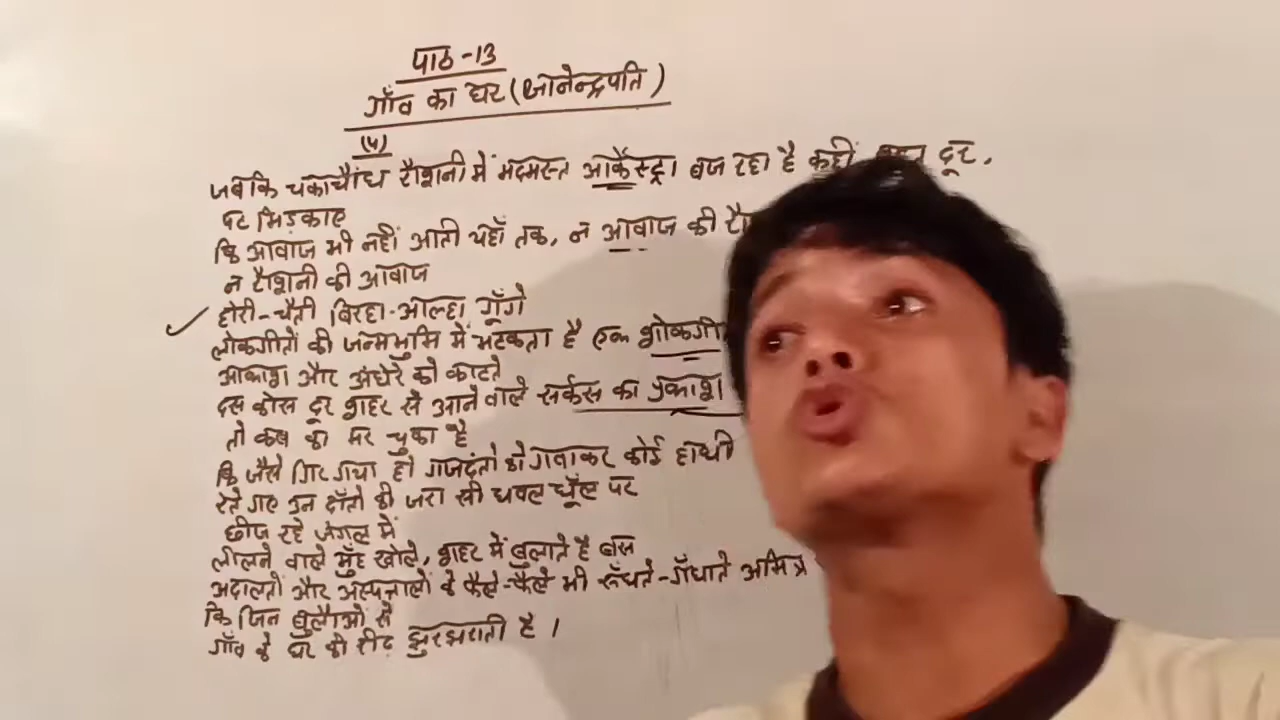 पाठ-13
गाँव का घर (ज्ञानेन्द्रपति)
(५)
जबकि चकाचौंध रौशनी में मदमस्त आर्केस्ट्रा बज रहा है कहीं दूर,
पट भिड़काए
कि आवाज भी नहीं आती यहाँ तक, न आवाज की
न रौशनी की आवाज
होरी-चैती बिरहा-आल्हा गूँगे
लोकगीतों की जन्मभूमि में भटकता है एक
आकाश और अंधेरे को काटते
दस कोस दूर शहर से आने वाले सर्कस का प्रकाश
तो कब का मर चुका है
कि जैसे गिर गया हो गजदंतो को गवाकर कोई हाथी
रेते गए उन दाँतो की जरा सी धवल धूल पर
छीज रहे जंगल में
लीलने वाले मुँह खोले, शहर में बुलाते है बस
अदालतों और अस्पतालों के फैले-फैले भी रूँधते-गँधाते अमित्र
कि जिन बुलौओं से
गाँव के घर की रीढ़ झुरझुराती है।